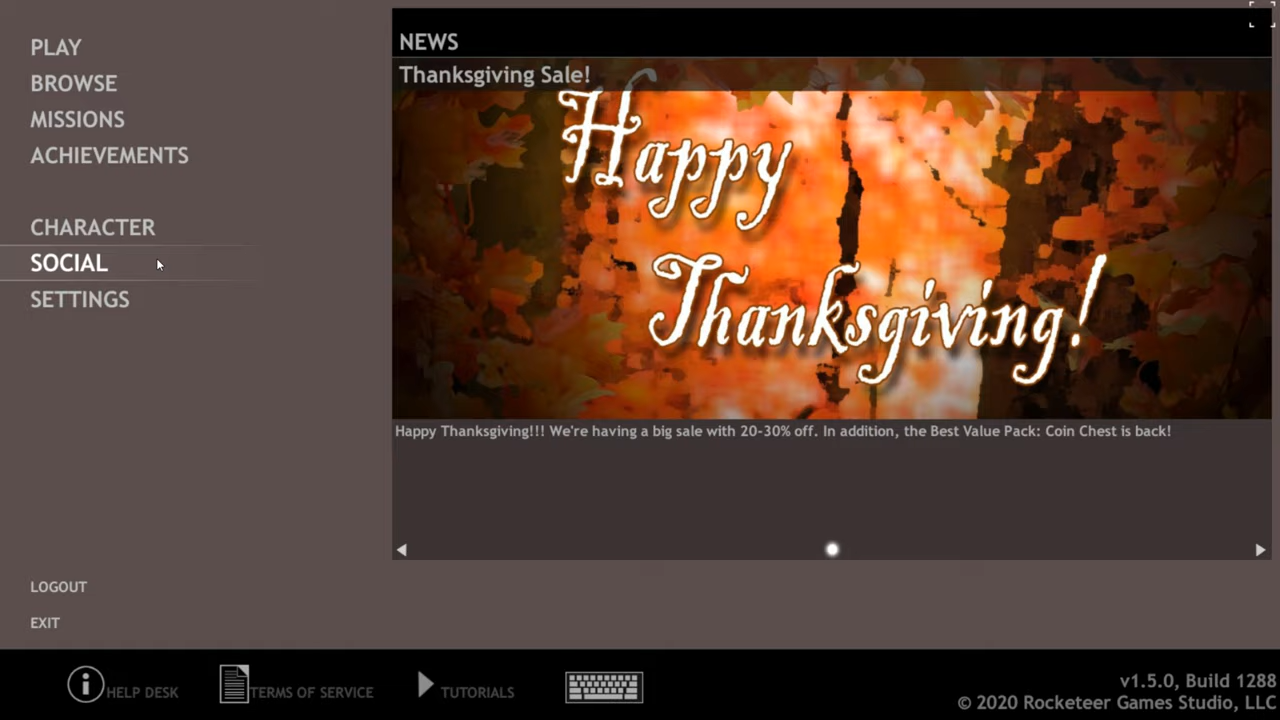 PLAY
BROWSE
MISSIONS
ACHIEVEMENTS
CHARACTER
SOCIAL
SETTINGS
LOGOUT
EXIT
NEWS
Thanksgiving Sale!
Happy
Thanksgiving!
Happy Thanksgiving!!! We're having a big sale with 20-30% off. In addition, the Best Value Pack: Coin Chest is back!
HELP DESK
TERMS OF SERVICE
TUTORIALS
v1.5.0, Build 1288
© 2020 Rocketeer Games Studio, LLC